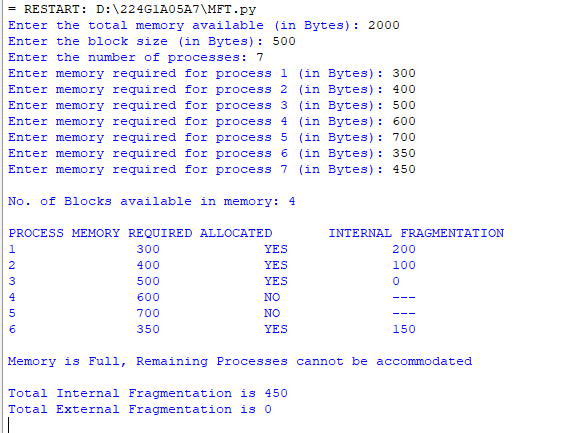 = RESTART: D:\224G1A05A7\MFT.py
Enter the total memory available (in Bytes): 2000
Enter the block size (in Bytes): 500
Enter the number of processes: 7
Enter memory required for process 1 (in Bytes): 300
Enter memory required for process 2 (in Bytes): 400
Enter memory required for process 3 (in Bytes): 500
Enter memory required for process 4 (in Bytes): 600
Enter memory required for process 5 (in Bytes): 700
Enter memory required for process 6 (in Bytes): 350
Enter memory required for process 7 (in Bytes): 450
No. of Blocks available in memory: 4
PROCESS MEMORY REQUIRED ALLOCATED INTERNAL FRAGMENTATION
1 300 YES 200
2 400 YES 100
3 500 YES 0
4 600 NO ---
5 700 NO ---
6 350 YES 150
Memory is Full, Remaining Processes cannot be accommodated
Total Internal Fragmentation is 450
Total External Fragmentation is 0